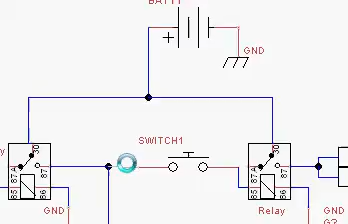 BATT1
+
GND
SWITCH1
y
30
87A
87
85
86
30
87A
87
85
86
GND
Relay
GND